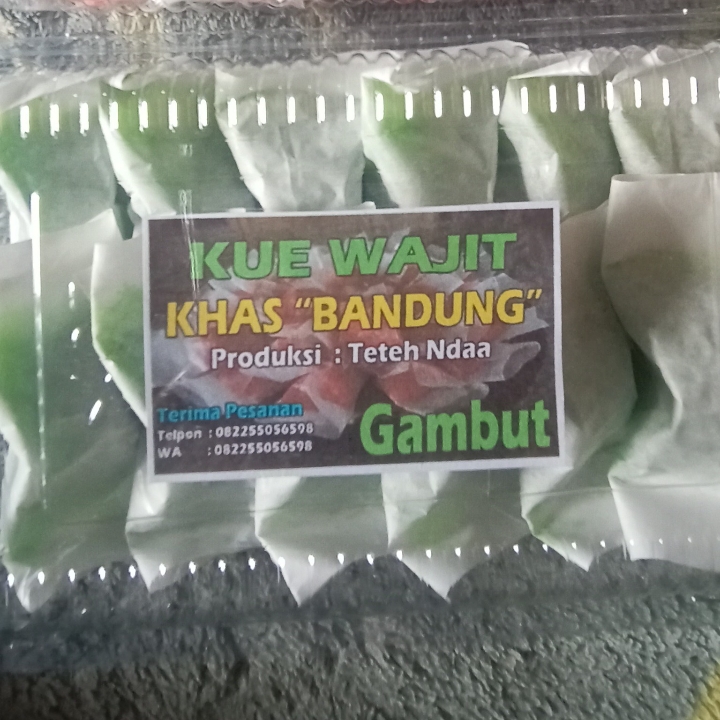 KUE WAJIT
KHAS "BANDUNG"
Produksi : Teteh Ndaa
Terima Pesanan
Telpon : 082255056598
WA : 082255056598
Gambut